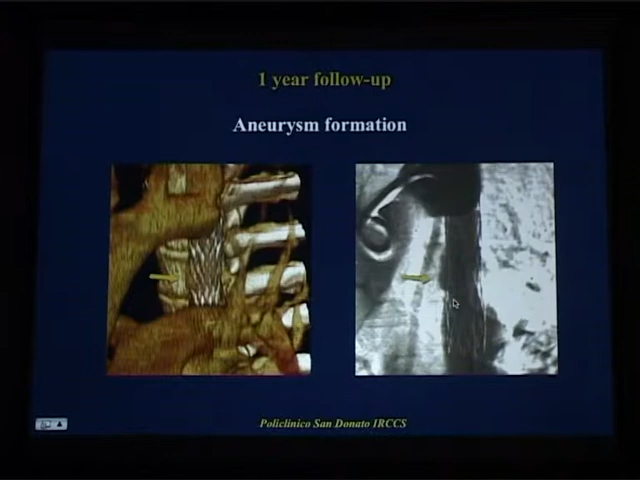 1 year follow-up
Aneurysm formation
Policlinico San Donato IRCCS